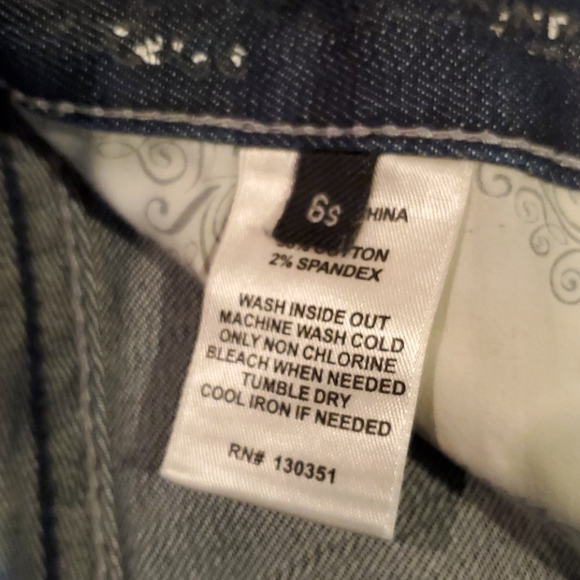 6S
HINA
COTTON
2% SPANDEX
WASH INSIDE OUT
MACHINE WASH COLD
ONLY NON CHLORINE
BLEACH WHEN NEEDED
TUMBLE DRY
COOL IRON IF NEEDED
RN# 130351